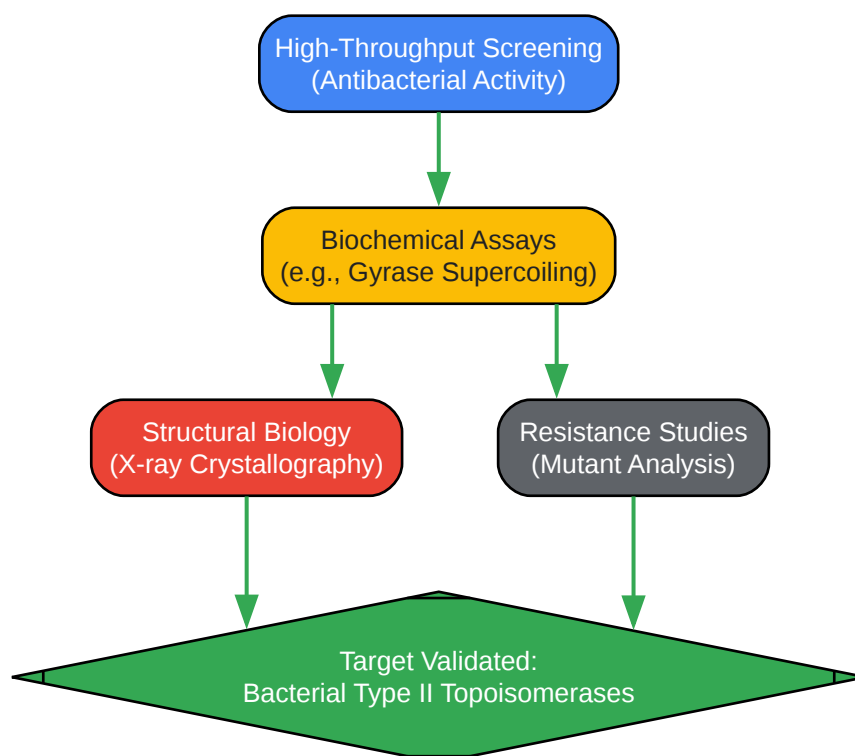 High-Throughput Screening
(Antibacterial Activity)
Biochemical Assays
(e.g., Gyrase Supercoiling)
Structural Biology
(X-ray Crystallography)
Resistance Studies
(Mutant Analysis)
Target Validated:
Bacterial Type II Topoisomerases